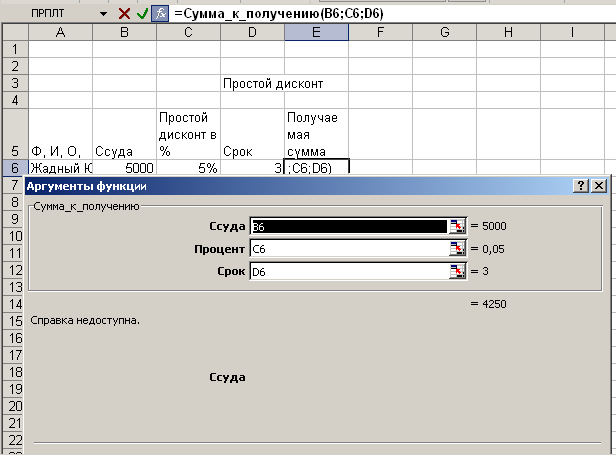 ПРПЛТ =Сумма_к_получению(B6;C6;D6)
A B C D E F G H I
1
2
3 Простой дисконт
4
5 Ф, И, О, Ссуда Простой дисконт в % Срок Получае мая сумма
6 Жадный Ю 5000 5% 3 ;C6;D6)
7 Аргументы функции
8 Сумма_к_получению
9 Ссуда B6 = 5000
10
11 Процент C6 = 0,05
12 Срок D6 = 3
13
14 = 4250
15 Справка недоступна.
16
17
18 Ссуда
19
20
21
22